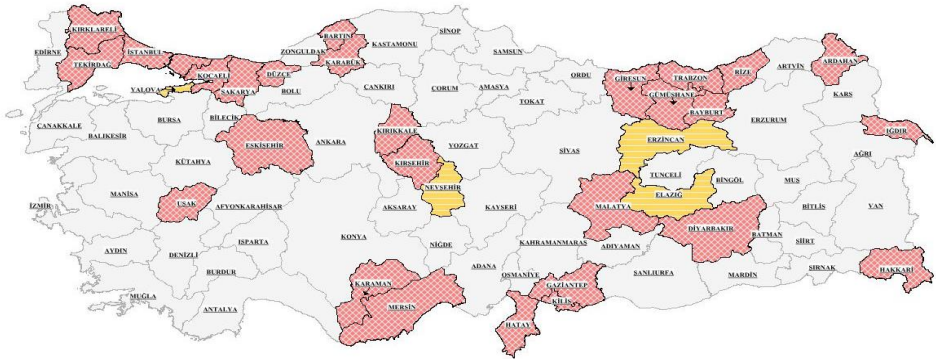 SİNOP
KIRKLARELİ
BARTIN
KASTAMONU
EDİRNE
İSTANBUL
ZONGULDAK
SAMSUN
TEKİRDAĞ
KARABÜK
KOCAELİ
DÜZCE
ORDU
GİRESUN
TRABZON
RİZE
ARTVİN
ARDAHAN
YALOVA
SAKARYA
BOLU
ÇANKIRI
ÇORUM
AMASYA
GÜMÜŞHANE
KARS
TOKAT
BAYBURT
ÇANAKKALE
BURSA
BİLECİK
ERZURUM
BALIKESİR
KIRIKKALE
IĞDIR
ESKİŞEHİR
ANKARA
YOZGAT
SİVAS
ERZİNCAN
AĞRI
KÜTAHYA
KIRŞEHİR
TUNCELİ
BİNGÖL
MUŞ
MANİSA
NEVŞEHİR
ELAZIĞ
İZMİR
UŞAK
AFYONKARAHİSAR
AKSARAY
KAYSERİ
MALATYA
BİTLİS
VAN
DİYARBAKIR
KONYA
NİĞDE
KAHRAMANMARAŞ
ADIYAMAN
BATMAN
SİİRT
AYDIN
DENİZLİ
ISPARTA
BURDUR
ADANA
OSMANİYE
ŞANLIURFA
MARDİN
ŞIRNAK
HAKKARİ
KARAMAN
GAZİANTEP
MUĞLA
ANTALYA
MERSİN
KİLİS
HATAY